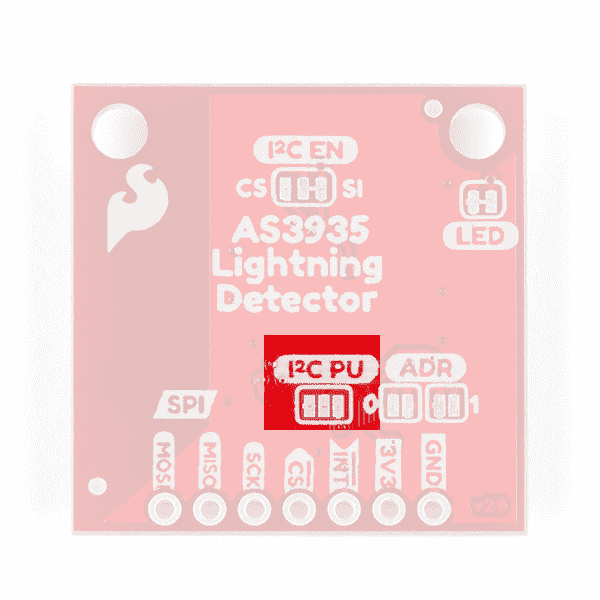 I²C EN
CS SI
LED
AS3935
Lightning
Detector
I²C PU
ADR
0 1
SPI
MOSI
MISO
SCK
CS
INT
3V3
GND
V20